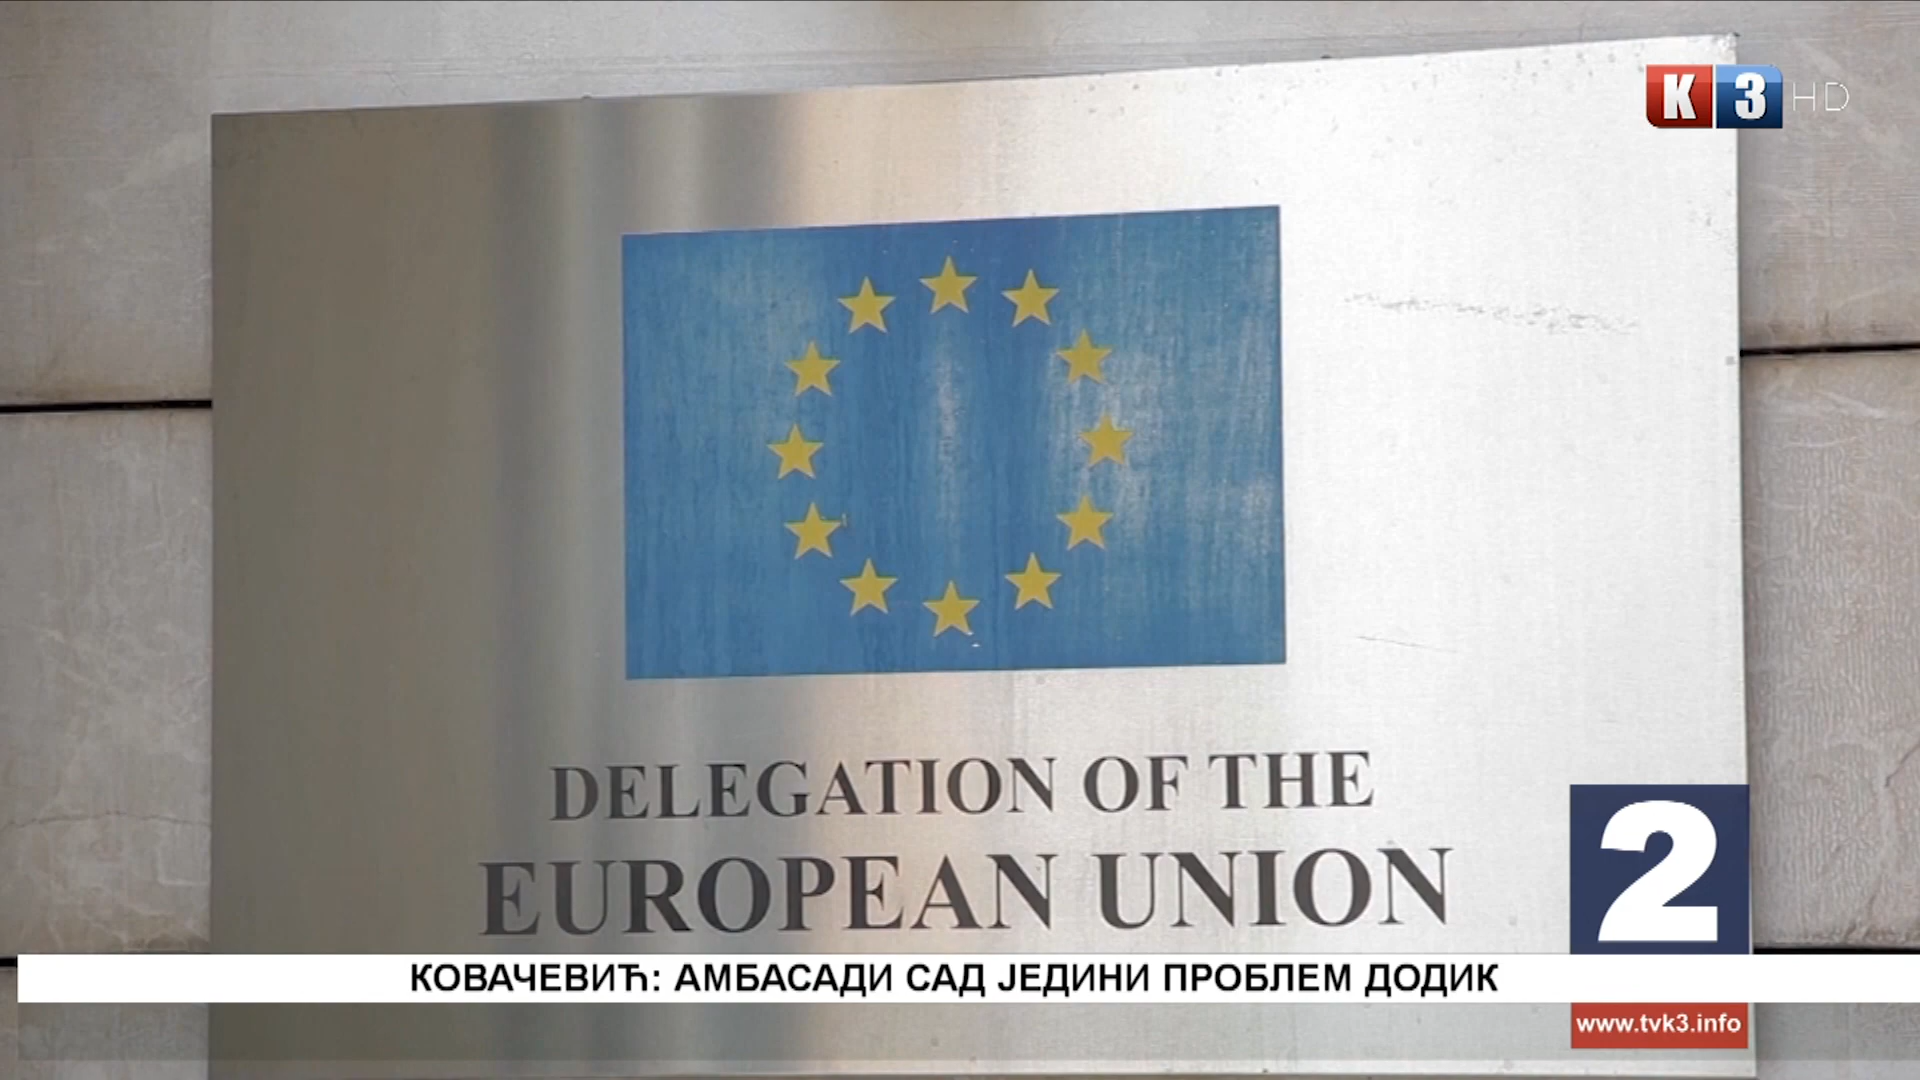 К3 HD
DELEGATION OF THE
EUROPEAN UNION
2
КОВАЧЕВИЋ: АМБАСАДИ САД ЈЕДИНИ ПРОБЛЕМ ДОДИК
www.tvk3.info